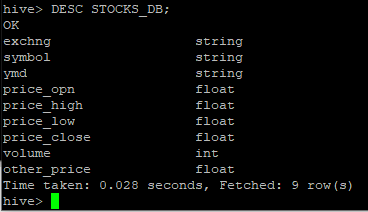 hive> DESC STOCKS_DB;
OK
exchng string
symbol string
ymd string
price_opn float
price_high float
price_low float
price_close float
volume int
other_price float
Time taken: 0.028 seconds, Fetched: 9 row(s)
hive>